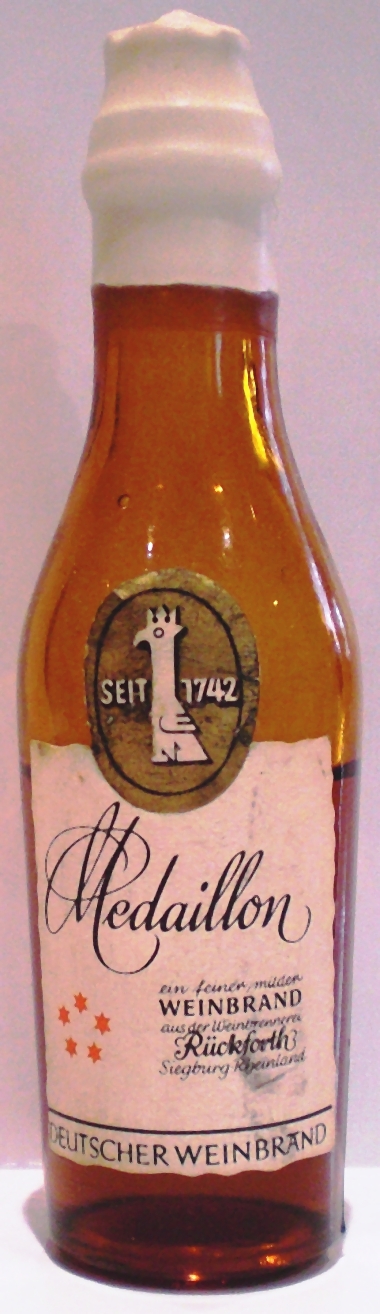 SEIT 1742
Medaillon
ein feiner, milder
WEINBRAND
aus der Weinbrennerei
Rückforth
Siegburg Rheinland
DEUTSCHER WEINBRAND